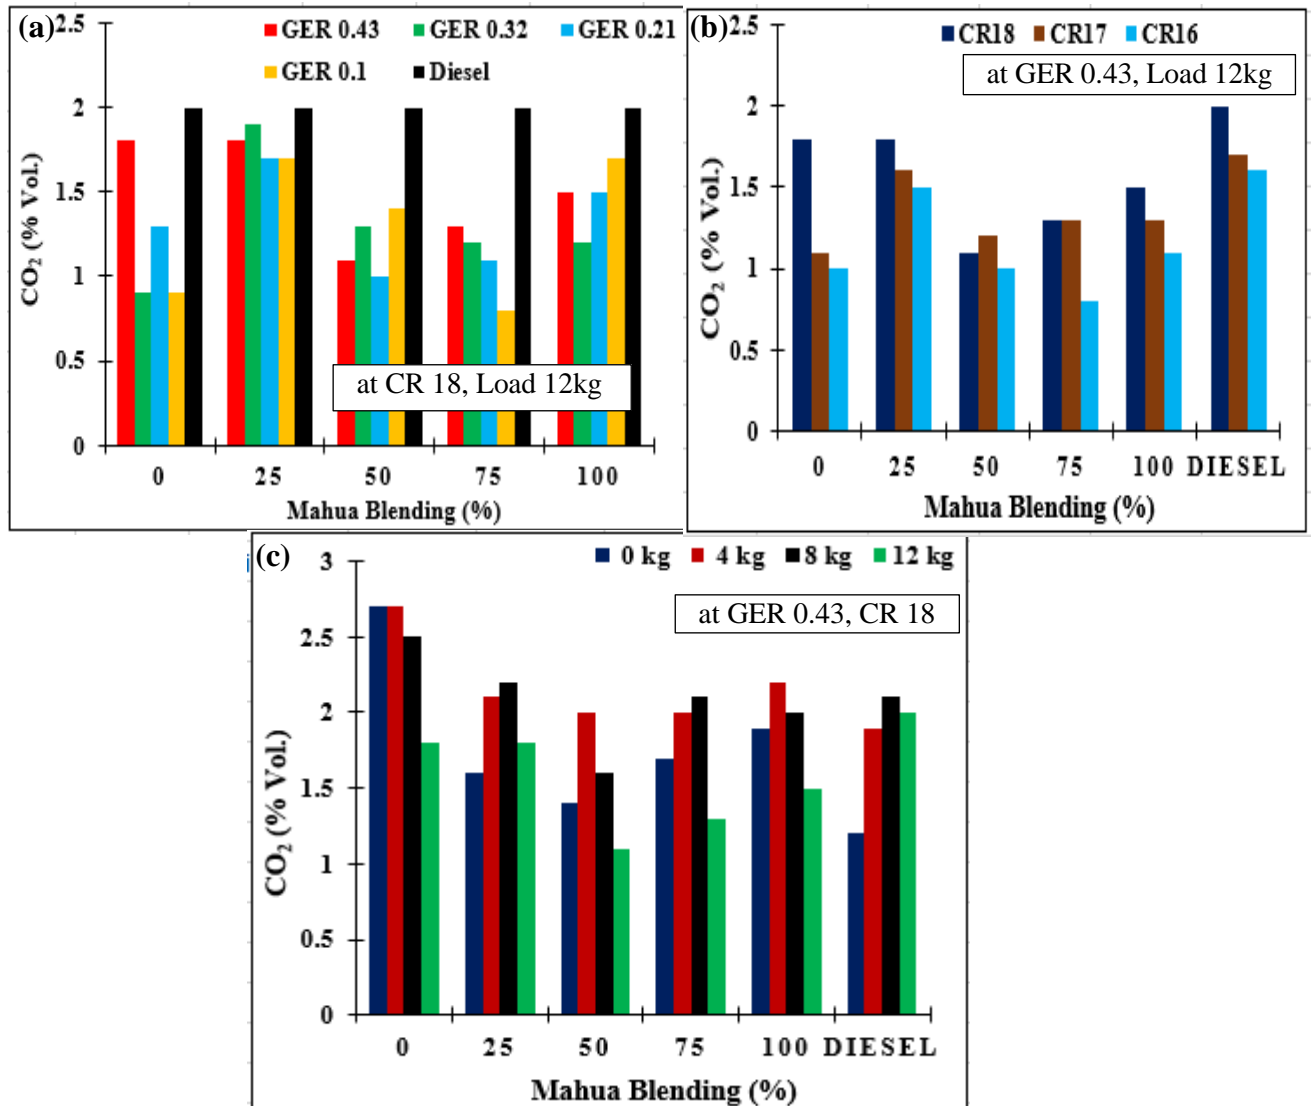 (a)
GER 0.43 GER 0.32 GER 0.21
GER 0.1 Diesel
2.5
2
1.5
1
0.5
0
CO₂ (% Vol.)
at CR 18, Load 12kg
0 25 50 75 100
Mahua Blending (%)
(b)
CR18 CR17 CR16
at GER 0.43, Load 12kg
2.5
2
1.5
1
0.5
0
CO₂ (% Vol.)
0 25 50 75 100 DIESEL
Mahua Blending (%)
(c)
0 kg 4 kg 8 kg 12 kg
at GER 0.43, CR 18
3
2.5
2
1.5
1
0.5
0
CO₂ (% Vol.)
0 25 50 75 100 DIESEL
Mahua Blending (%)